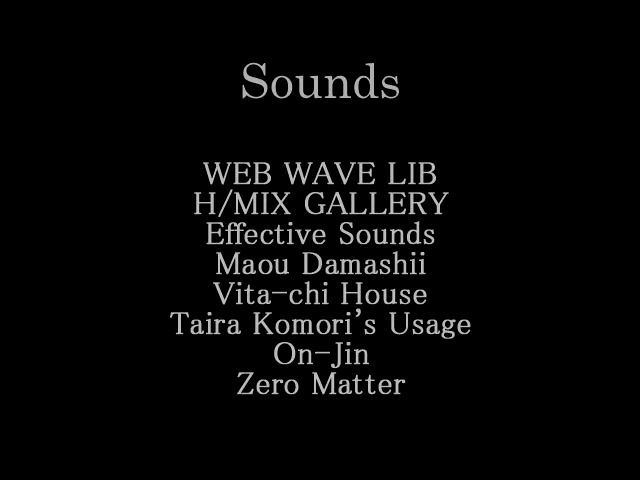 Sounds
WEB WAVE LIB
H/MIX GALLERY
Effective Sounds
Maou Damashii
Vita-chi House
Taira Komori's Usage
On-Jin
Zero Matter